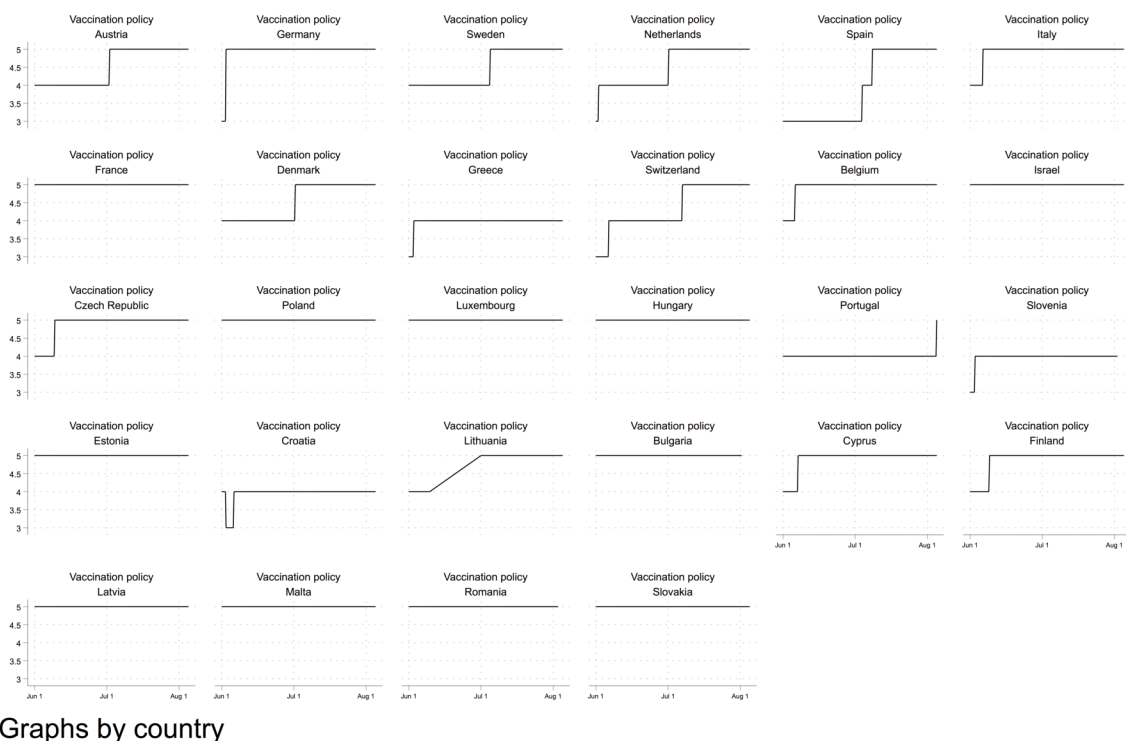 Vaccination policy Vaccination policy Vaccination policy Vaccination policy Vaccination policy Vaccination policy
Austria Germany Sweden Netherlands Spain Italy
5
4.5
4
3.5
3
Vaccination policy Vaccination policy Vaccination policy Vaccination policy Vaccination policy Vaccination policy
France Denmark Greece Switzerland Belgium Israel
5
4.5
4
3.5
3
Vaccination policy Vaccination policy Vaccination policy Vaccination policy Vaccination policy Vaccination policy
Czech Republic Poland Luxembourg Hungary Portugal Slovenia
5
4.5
4
3.5
3
Vaccination policy Vaccination policy Vaccination policy Vaccination policy Vaccination policy Vaccination policy
Estonia Croatia Lithuania Bulgaria Cyprus Finland
5
4.5
4
3.5
3
Jun 1 Jul 1 Aug 1 Jun 1 Jul 1 Aug 1
Vaccination policy Vaccination policy Vaccination policy Vaccination policy
Latvia Malta Romania Slovakia
5
4.5
4
3.5
3
Jun 1 Jul 1 Aug 1 Jun 1 Jul 1 Aug 1 Jun 1 Jul 1 Aug 1 Jun 1 Jul 1 Aug 1
Graphs by country